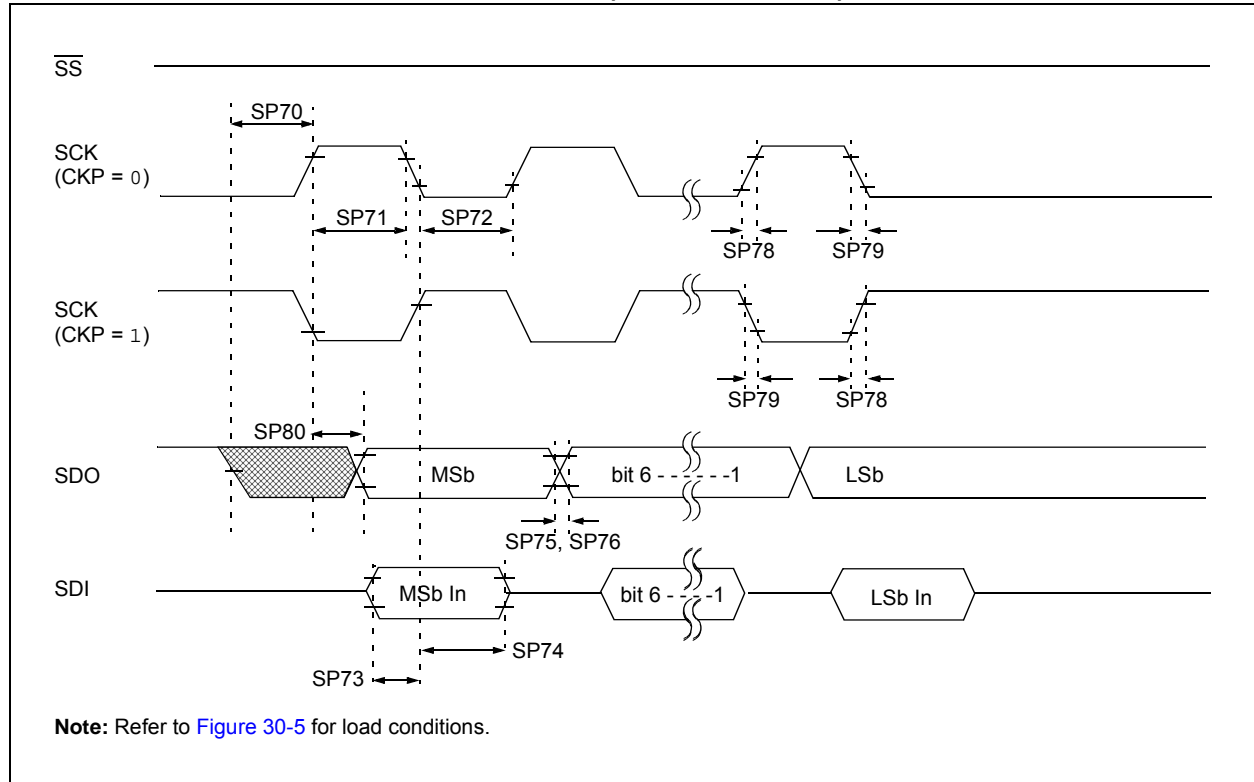 SS
SP70
SCK
(CKP = 0)
SP71
SP72
SP78
SP79
SCK
(CKP = 1)
SP79
SP78
SP80
SDO
MSb
bit 6 - - - - - -1
LSb
SP75, SP76
SDI
MSb In
bit 6 - - - - -1
LSb In
SP74
SP73
Note: Refer to Figure 30-5 for load conditions.